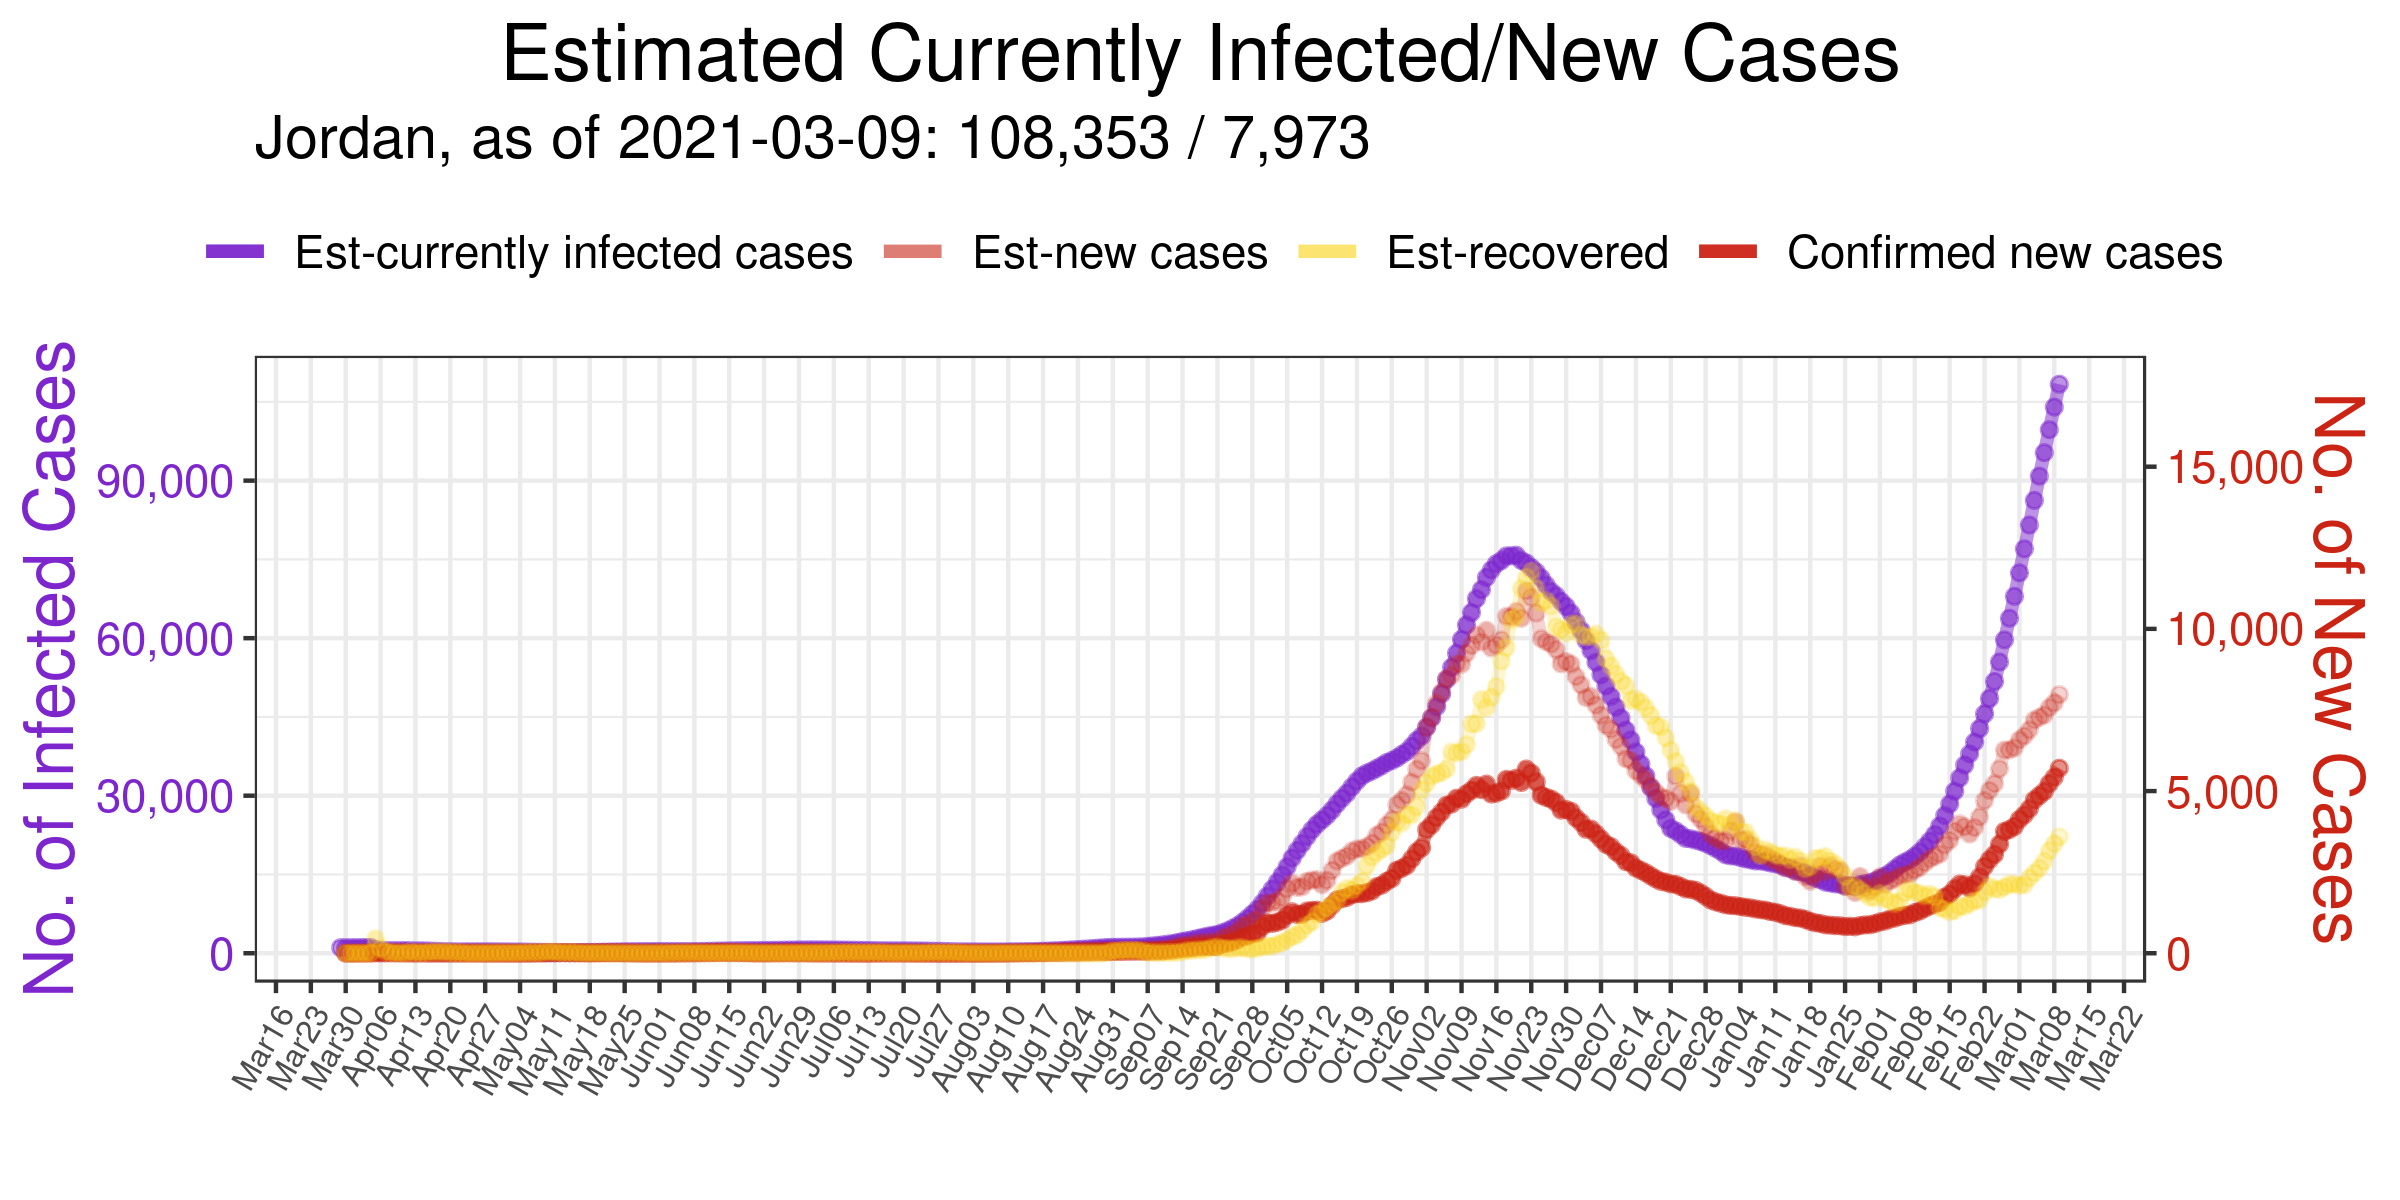 Estimated Currently Infected/New Cases
Jordan, as of 2021-03-09: 108,353 / 7,973
Est-currently infected cases Est-new cases Est-recovered Confirmed new cases
No. of Infected Cases
90,000
60,000
30,000
0
15,000
10,000
5,000
0
No. of New Cases
Mar16 Mar23 Mar30 Apr06 Apr13 Apr20 Apr27 May04 May11 May18 May25 Jun01 Jun08 Jun15 Jun22 Jun29 Jul06 Jul13 Jul20 Jul27 Aug03 Aug10 Aug17 Aug24 Aug31 Sep07 Sep14 Sep21 Sep28 Oct05 Oct12 Oct19 Oct26 Nov02 Nov09 Nov16 Nov23 Nov30 Dec07 Dec14 Dec21 Dec28 Jan04 Jan11 Jan18 Jan25 Feb01 Feb08 Feb15 Feb22 Mar01 Mar08 Mar15 Mar22